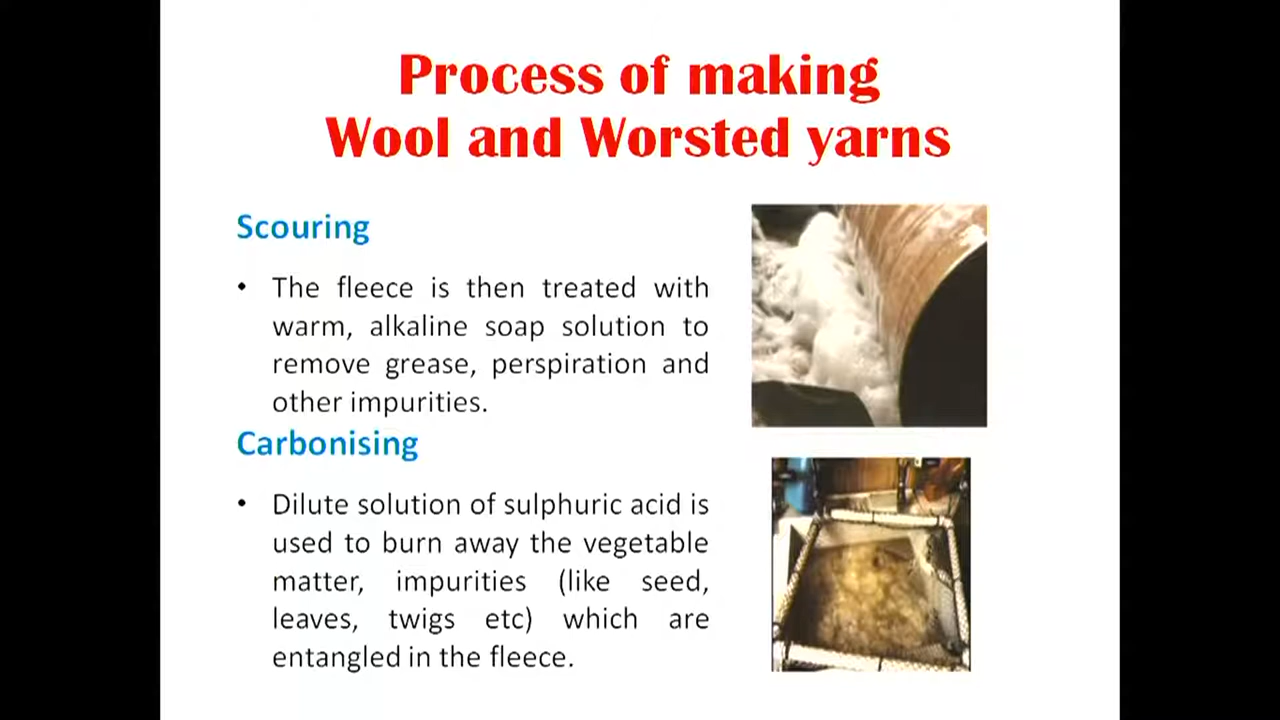 Process of making
Wool and Worsted yarns
Scouring
• The fleece is then treated with
warm, alkaline soap solution to
remove grease, perspiration and
other impurities.
Carbonising
• Dilute solution of sulphuric acid is
used to burn away the vegetable
matter, impurities (like seed,
leaves, twigs etc) which are
entangled in the fleece.